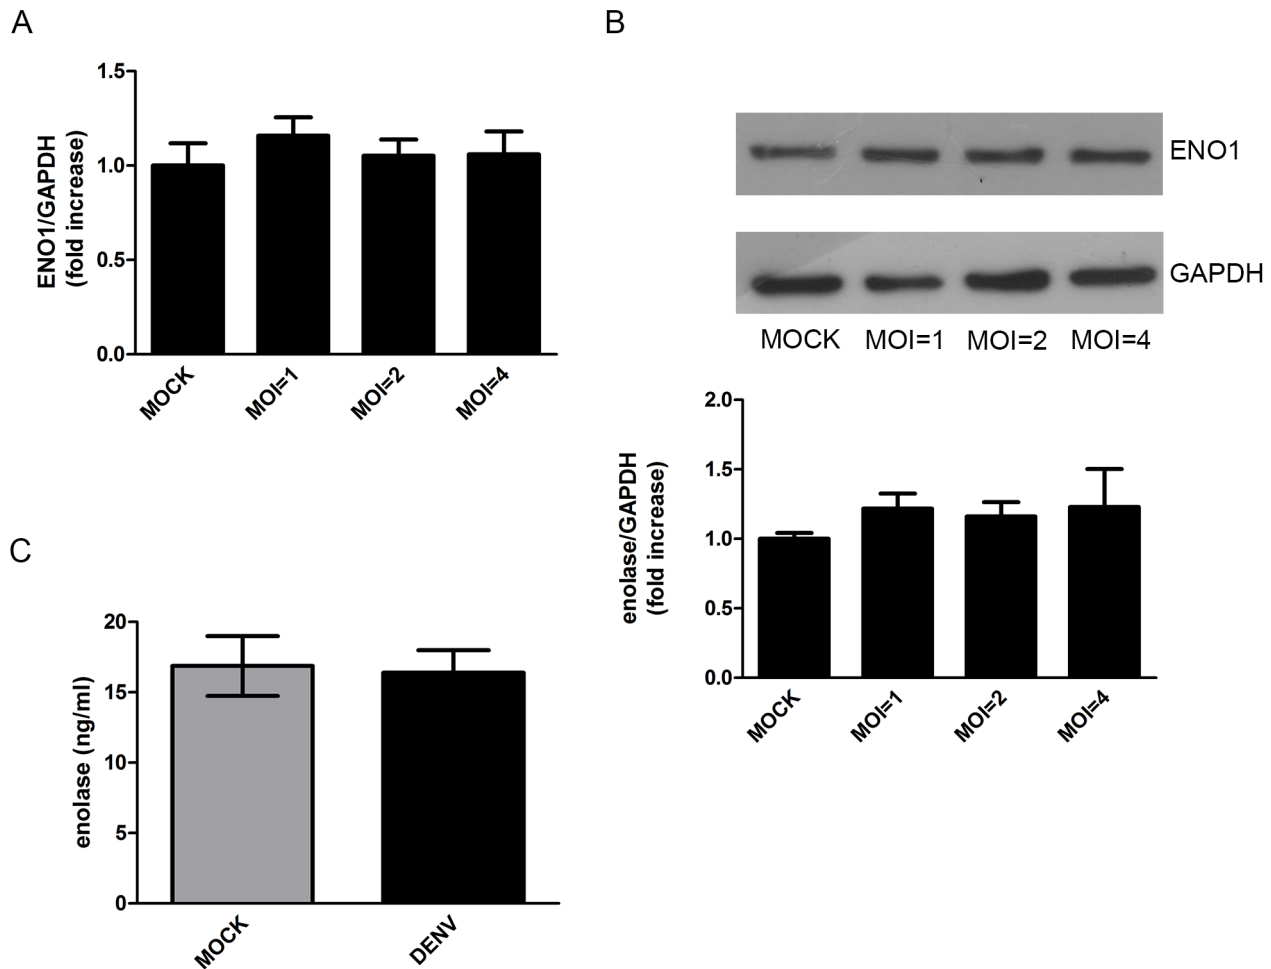 A
1.5
1.0
0.5
0.0
ENO1/GAPDH
(fold increase)
MOCK
MOI=1
MOI=2
MOI=4
B
ENO1
GAPDH
MOCK MOI=1 MOI=2 MOI=4
2.0
1.5
1.0
0.5
0.0
enolase/GAPDH
(fold increase)
MOCK
MOI=1
MOI=2
MOI=4
C
20
15
10
5
0
enolase (ng/ml)
MOCK
DENV